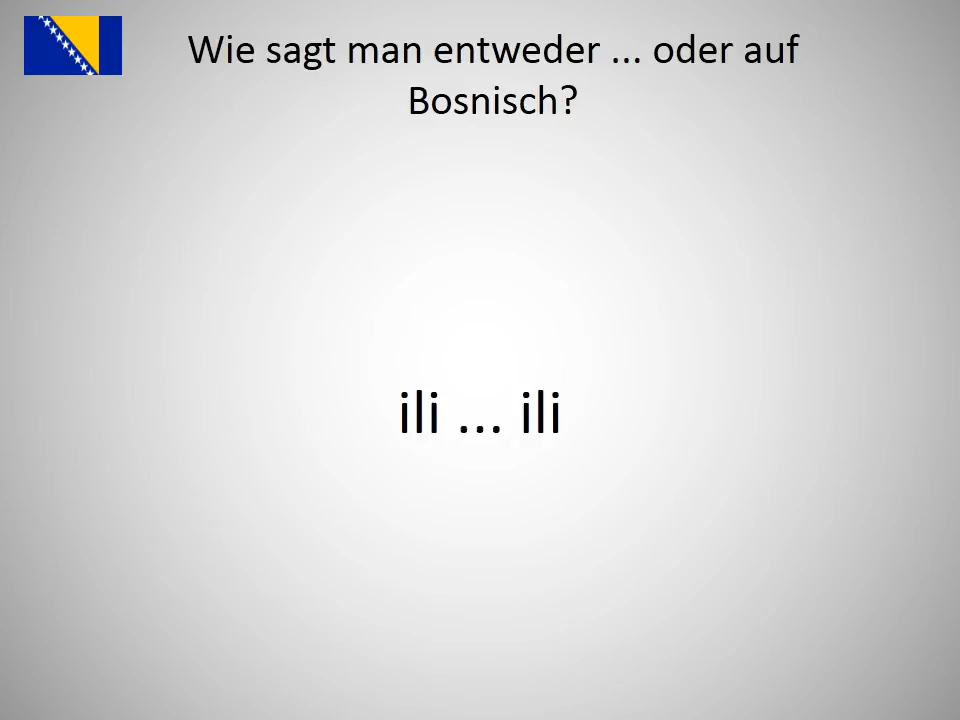 Wie sagt man entweder ... oder auf
Bosnisch?
ili ... ili